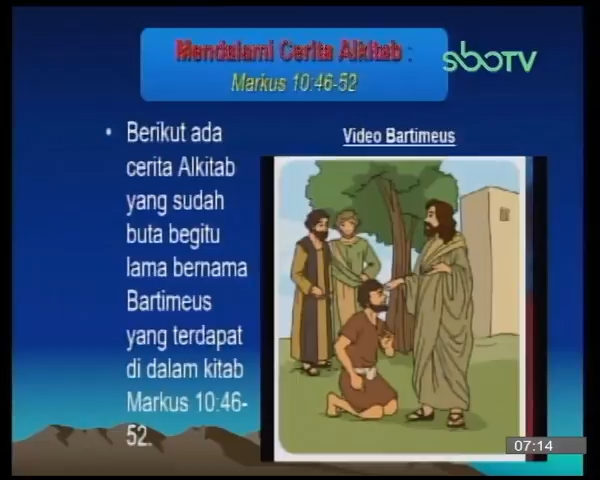 Mendalami Cerita Alkitab :
Markus 10:46-52
sboTV
Video Bartimeus
• Berikut ada
cerita Alkitab
yang sudah
buta begitu
lama bernama
Bartimeus
yang terdapat
di dalam kitab
Markus 10:46-
52.
07:14